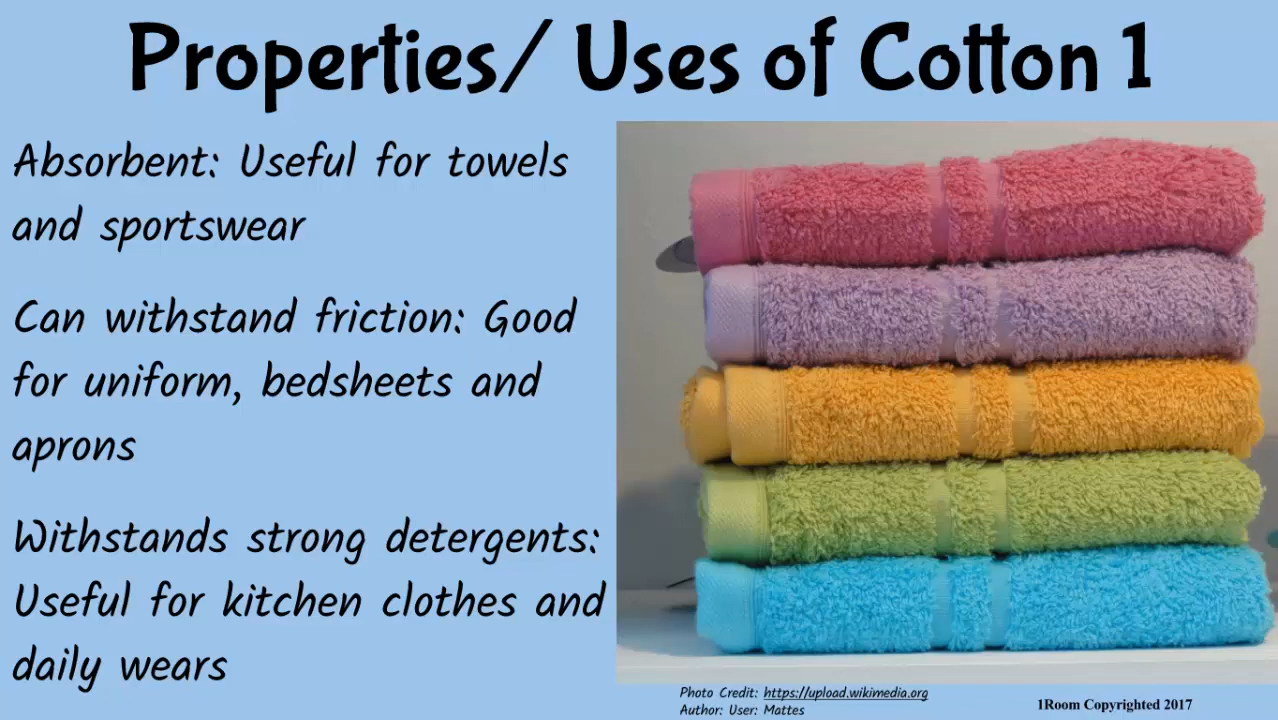 Properties/ Uses of Cotton 1
Absorbent: Useful for towels
and sportswear
Can withstand friction: Good
for uniform, bedsheets and
aprons
Withstands strong detergents:
Useful for kitchen clothes and
daily wears
Photo Credit: https://upload.wikimedia.org
Author: User: Mattes
1Room Copyrighted 2017